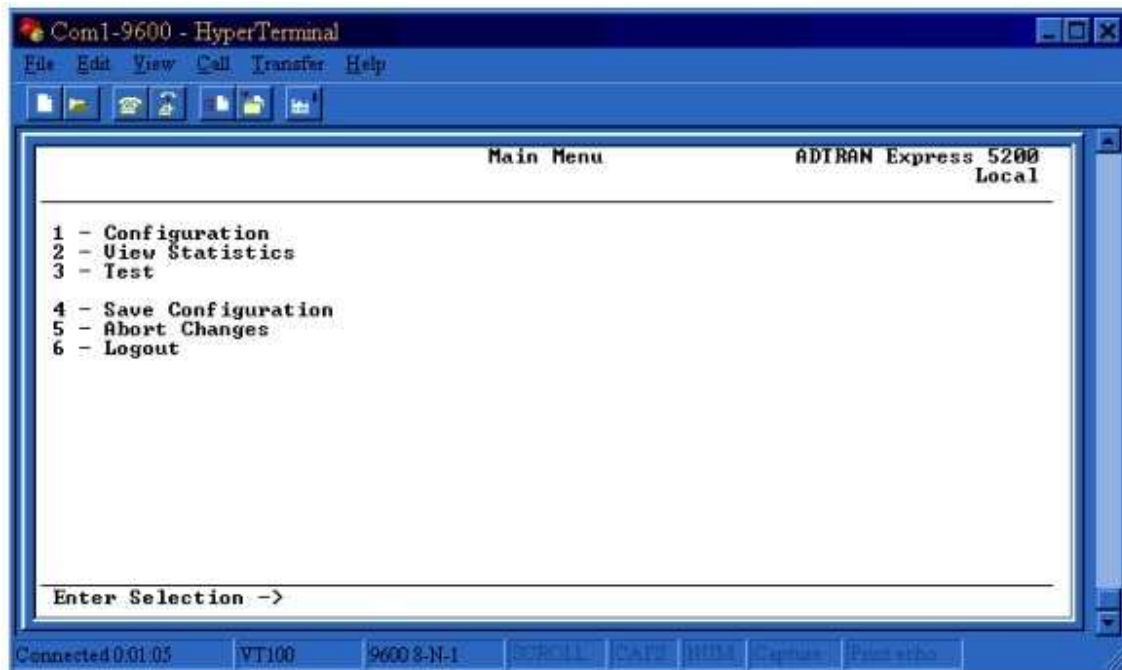 Com1-9600 - HyperTerminal
File Edit View Call Transfer Help
Main Menu ADTRAN Express 5200
Local
1 - Configuration
2 - View Statistics
3 - Test
4 - Save Configuration
5 - Abort Changes
6 - Logout
Enter Selection ->
Connected 0:01:05 VT100 9600 8-N-1 SCROLL CAPS NUM Capture Print echo